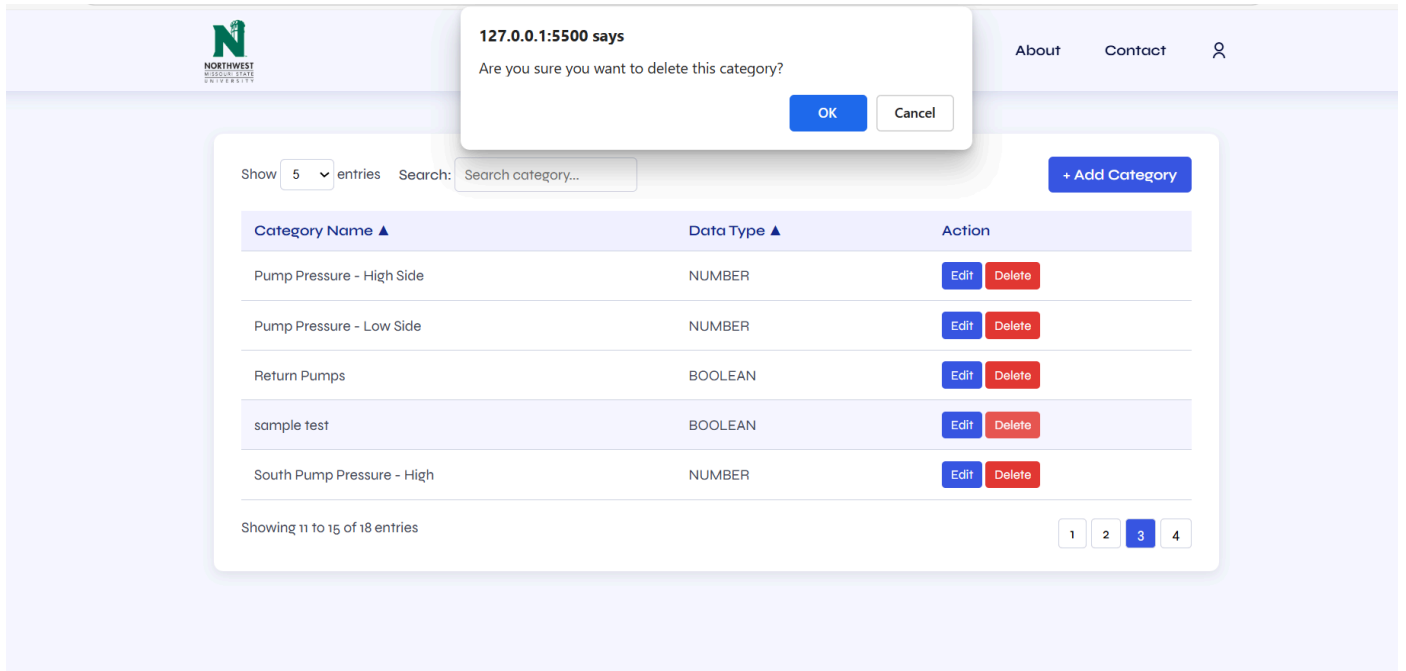 127.0.0.1:5500 says
Are you sure you want to delete this category?
OK Cancel
NORTHWEST
MISSOURI STATE
UNIVERSITY
About Contact
Show 5 entries Search: Search category... + Add Category
Category Name ▲ Data Type ▲ Action
Pump Pressure - High Side NUMBER Edit Delete
Pump Pressure - Low Side NUMBER Edit Delete
Return Pumps BOOLEAN Edit Delete
sample test BOOLEAN Edit Delete
South Pump Pressure - High NUMBER Edit Delete
Showing 11 to 15 of 18 entries 1 2 3 4